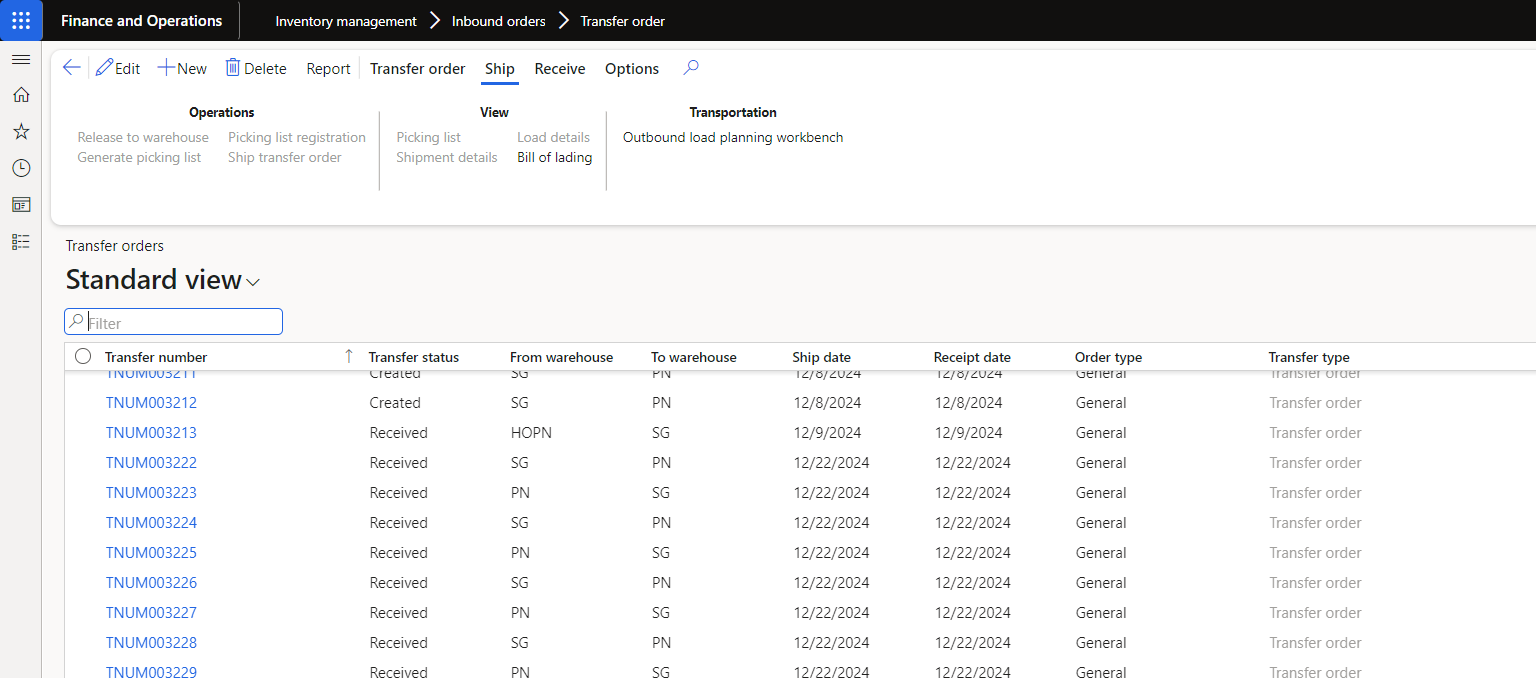 Finance and Operations Inventory management Inbound orders Transfer order
Edit New Delete Report Transfer order Ship Receive Options
Operations View Transportation
Release to warehouse Picking list registration Picking list Load details Outbound load planning workbench
Generate picking list Ship transfer order Shipment details Bill of lading
Transfer orders
Standard view
Filter
Transfer number Transfer status From warehouse To warehouse Ship date Receipt date Order type Transfer type
TNUM003211 Created SG PN 12/8/2024 12/8/2024 General Transfer order
TNUM003212 Created SG PN 12/8/2024 12/8/2024 General Transfer order
TNUM003213 Received HOPN SG 12/9/2024 12/9/2024 General Transfer order
TNUM003222 Received SG PN 12/22/2024 12/22/2024 General Transfer order
TNUM003223 Received PN SG 12/22/2024 12/22/2024 General Transfer order
TNUM003224 Received SG PN 12/22/2024 12/22/2024 General Transfer order
TNUM003225 Received PN SG 12/22/2024 12/22/2024 General Transfer order
TNUM003226 Received SG PN 12/22/2024 12/22/2024 General Transfer order
TNUM003227 Received PN SG 12/22/2024 12/22/2024 General Transfer order
TNUM003228 Received SG PN 12/22/2024 12/22/2024 General Transfer order
TNUM003229 Received PN SG 12/22/2024 12/22/2024 General Transfer order